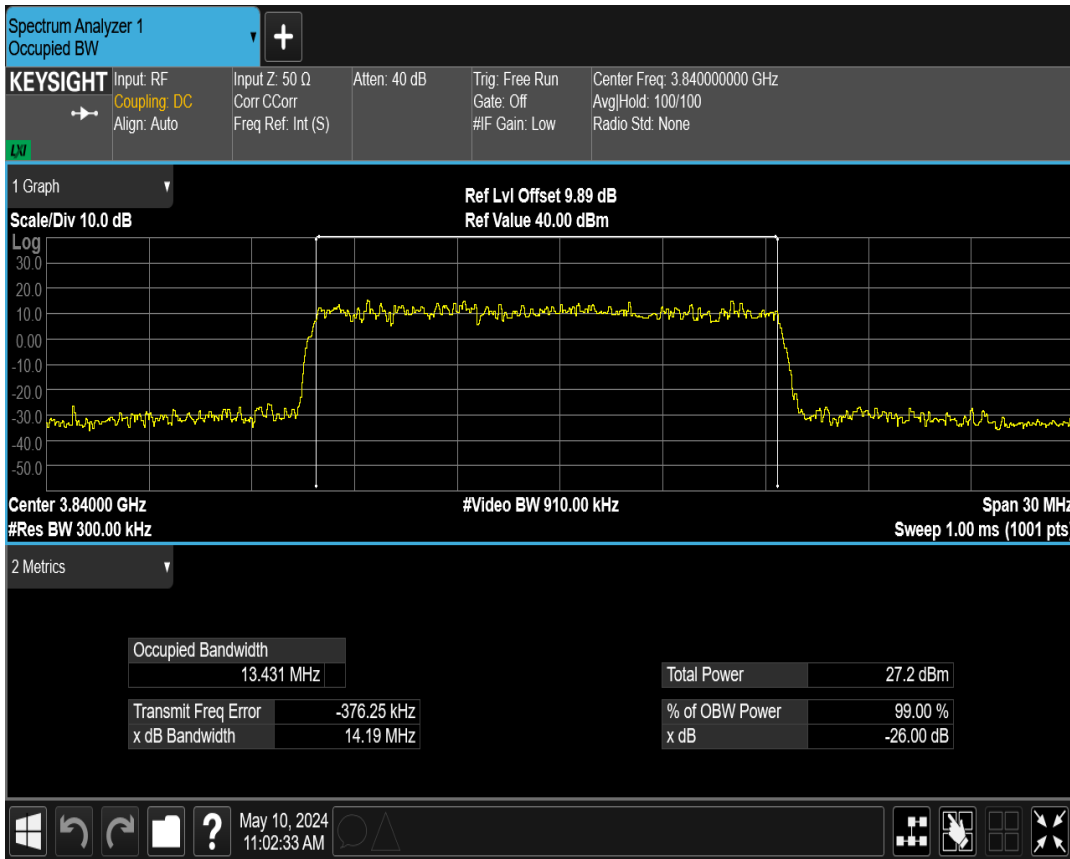 Spectrum Analyzer 1
Occupied BW
+
KEYSIGHT
LXI
Input: RF
Coupling: DC
Align: Auto
Input Z: 50 Ω
Corr CCorr
Freq Ref: Int (S)
Atten: 40 dB
Trig: Free Run
Gate: Off
#IF Gain: Low
Center Freq: 3.840000000 GHz
Avg|Hold: 100/100
Radio Std: None
1 Graph
Ref Lvl Offset 9.89 dB
Scale/Div 10.0 dB
Ref Value 40.00 dBm
Log
30.0
20.0
10.0
0.00
-10.0
-20.0
-30.0
-40.0
-50.0
Center 3.84000 GHz
#Video BW 910.00 kHz
Span 30 MHz
#Res BW 300.00 kHz
Sweep 1.00 ms (1001 pts)
2 Metrics
Occupied Bandwidth
13.431 MHz
Total Power 27.2 dBm
Transmit Freq Error -376.25 kHz
% of OBW Power 99.00 %
x dB Bandwidth 14.19 MHz
x dB -26.00 dB
?
May 10, 2024
11:02:33 AM